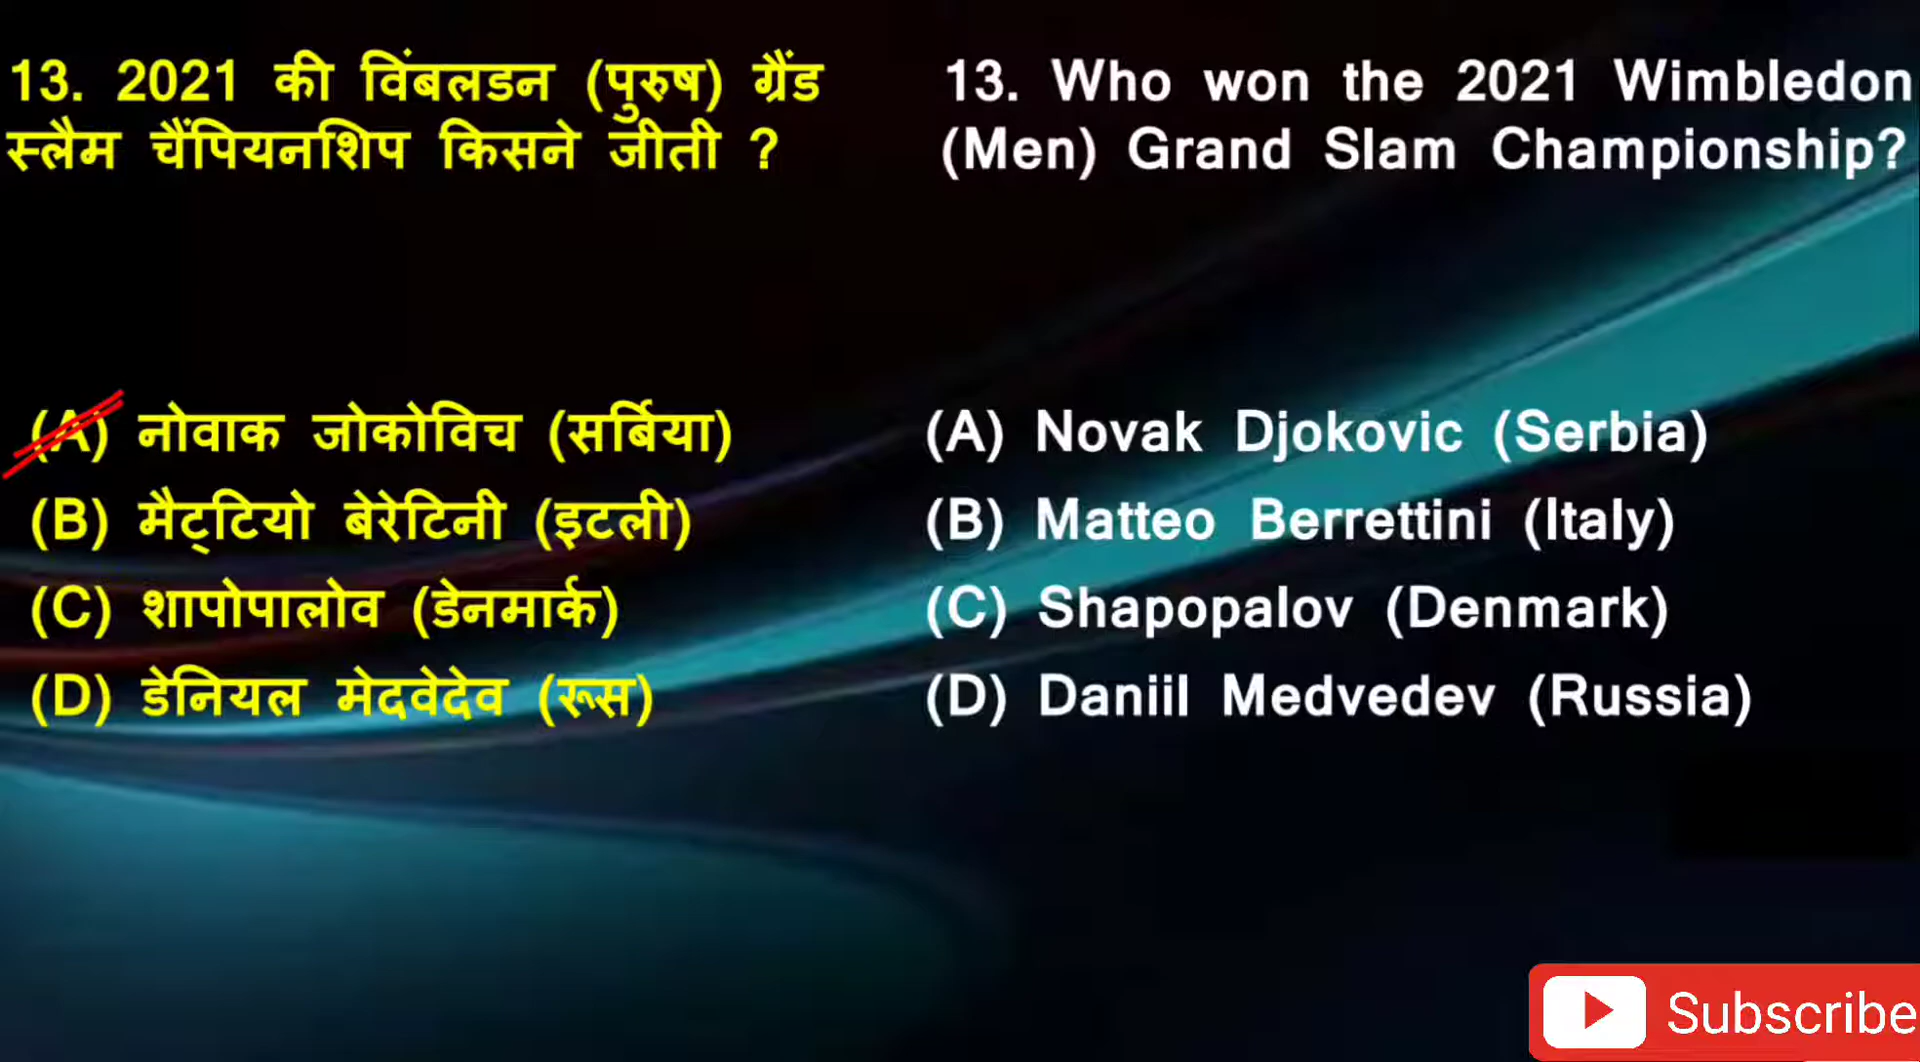 13. 2021 की विंबलडन (पुरुष) ग्रैंड
स्लैम चैंपियनशिप किसने जीती ?
(A) नोवाक जोकोविच (सर्बिया)
(B) मैट्टियो बेरेटिनी (इटली)
(C) शापोपालोव (डेनमार्क)
(D) डेनियल मेदवेदेव (रूस)
13. Who won the 2021 Wimbledon
(Men) Grand Slam Championship?
(A) Novak Djokovic (Serbia)
(B) Matteo Berrettini (Italy)
(C) Shapopalov (Denmark)
(D) Daniil Medvedev (Russia)
Subscribe